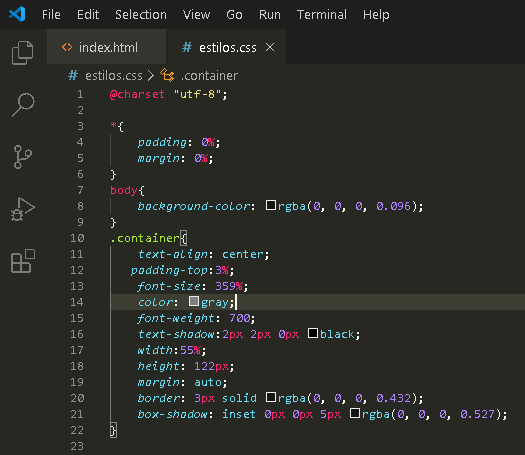 File Edit Selection View Go Run Terminal Help
<> index.html # estilos.css ×
# estilos.css > .container
1 @charset "utf-8";
2
3 *{
4 padding: 0%;
5 margin: 0%;
6 }
7 body{
8 background-color: rgba(0, 0, 0, 0.096);
9 }
10 .container{
11 text-align: center;
12 padding-top:3%;
13 font-size: 359%;
14 color: gray;
15 font-weight: 700;
16 text-shadow:2px 2px 0px black;
17 width:55%;
18 height: 122px;
19 margin: auto;
20 border: 3px solid rgba(0, 0, 0, 0.432);
21 box-shadow: inset 0px 0px 5px rgba(0, 0, 0, 0.527);
22 }
23